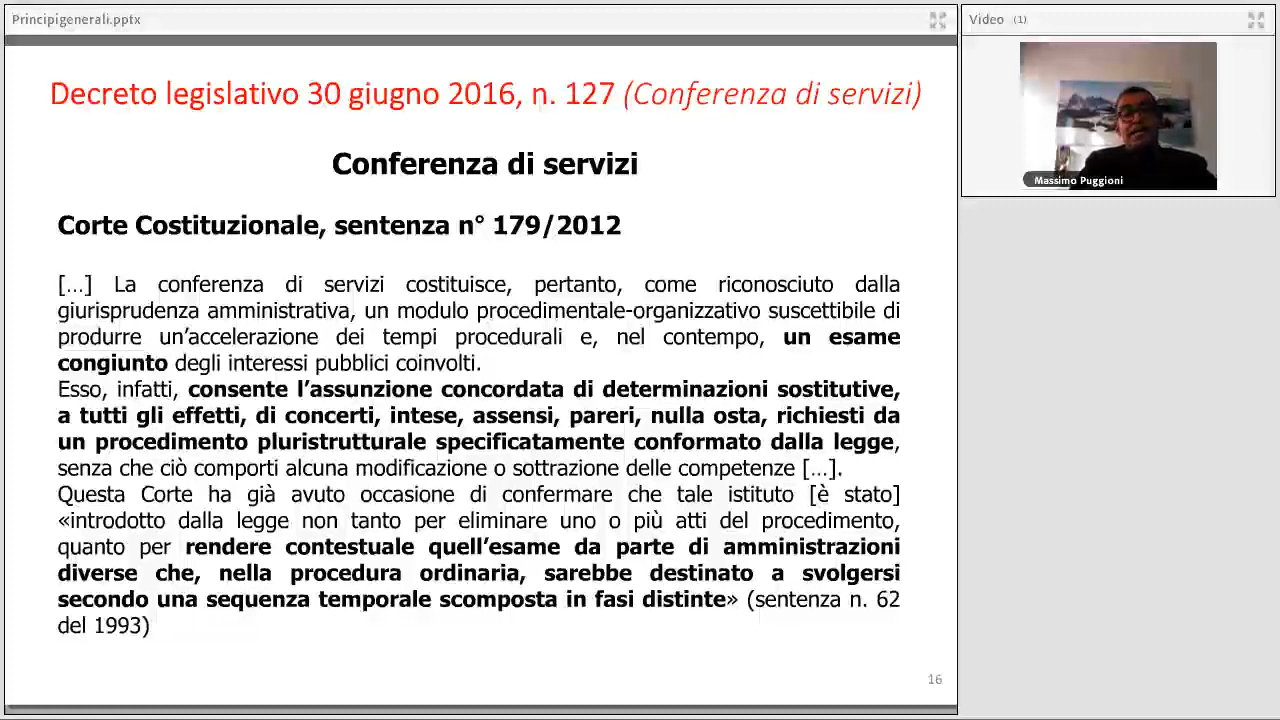 Principigenerali.pptx
Video (1)
Massimo Puggioni
Decreto legislativo 30 giugno 2016, n. 127 (Conferenza di servizi)
Conferenza di servizi
Corte Costituzionale, sentenza n° 179/2012
[...] La conferenza di servizi costituisce, pertanto, come riconosciuto dalla
giurisprudenza amministrativa, un modulo procedimentale-organizzativo suscettibile di
produrre un'accelerazione dei tempi procedurali e, nel contempo, un esame
congiunto degli interessi pubblici coinvolti.
Esso, infatti, consente l'assunzione concordata di determinazioni sostitutive,
a tutti gli effetti, di concerti, intese, assensi, pareri, nulla osta, richiesti da
un procedimento pluristrutturale specificatamente conformato dalla legge,
senza che ciò comporti alcuna modificazione o sottrazione delle competenze [...].
Questa Corte ha già avuto occasione di confermare che tale istituto [è stato]
«introdotto dalla legge non tanto per eliminare uno o più atti del procedimento,
quanto per rendere contestuale quell'esame da parte di amministrazioni
diverse che, nella procedura ordinaria, sarebbe destinato a svolgersi
secondo una sequenza temporale scomposta in fasi distinte» (sentenza n. 62
del 1993)
16